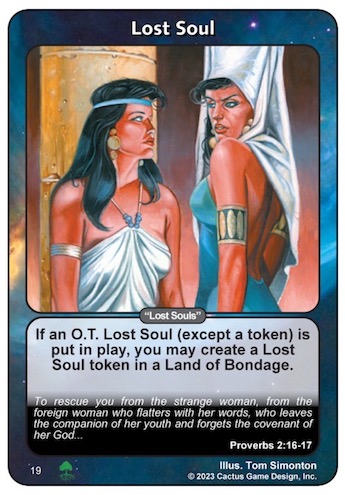 Lost Soul
"Lost Souls"
If an O.T. Lost Soul (except a token) is
put in play, you may create a Lost
Soul token in a Land of Bondage.
To rescue you from the strange woman, from the
foreign woman who flatters with her words, who leaves
the companion of her youth and forgets the covenant of
her God...
Proverbs 2:16-17
Illus. Tom Simonton
19
© 2023 Cactus Game Design, Inc.